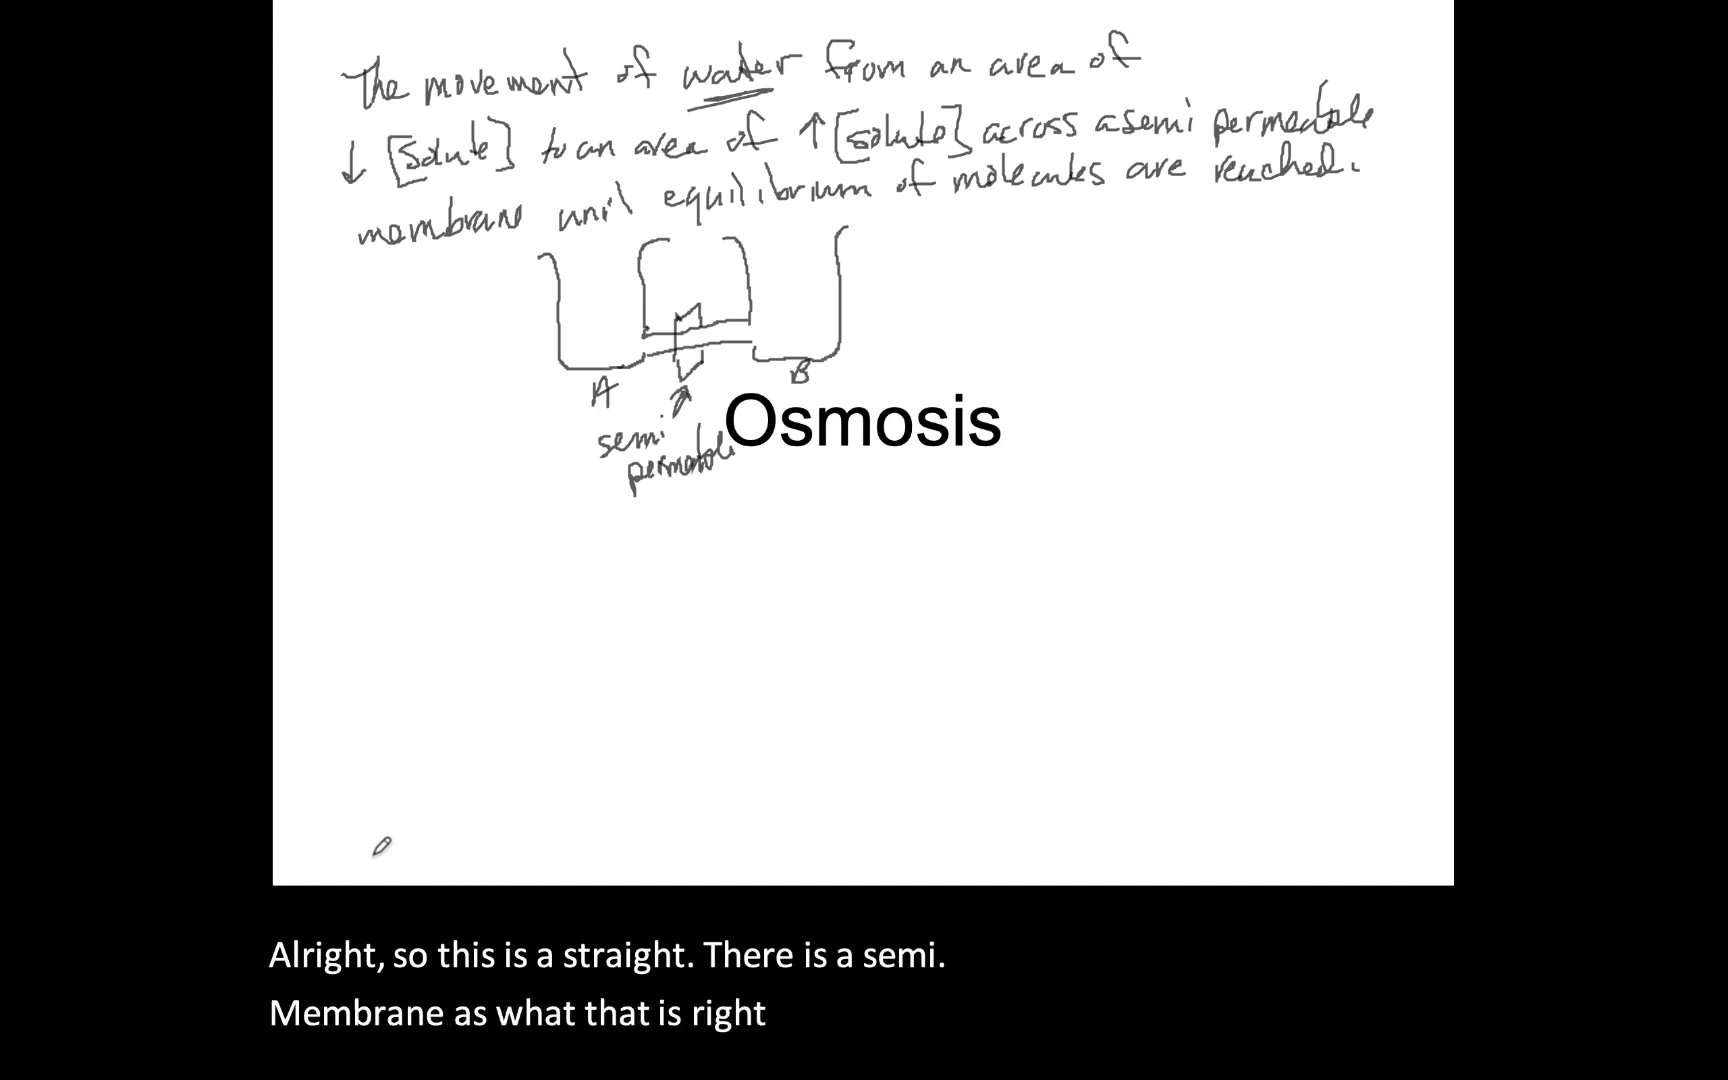 The movement of water from an area of
↓ [solute] to an area of ↑ [solute] across a semi permeable
membrane until equilibrium of molecules are reached.
A
B
semi
permeable
Osmosis
Alright, so this is a straight. There is a semi.
Membrane as what that is right